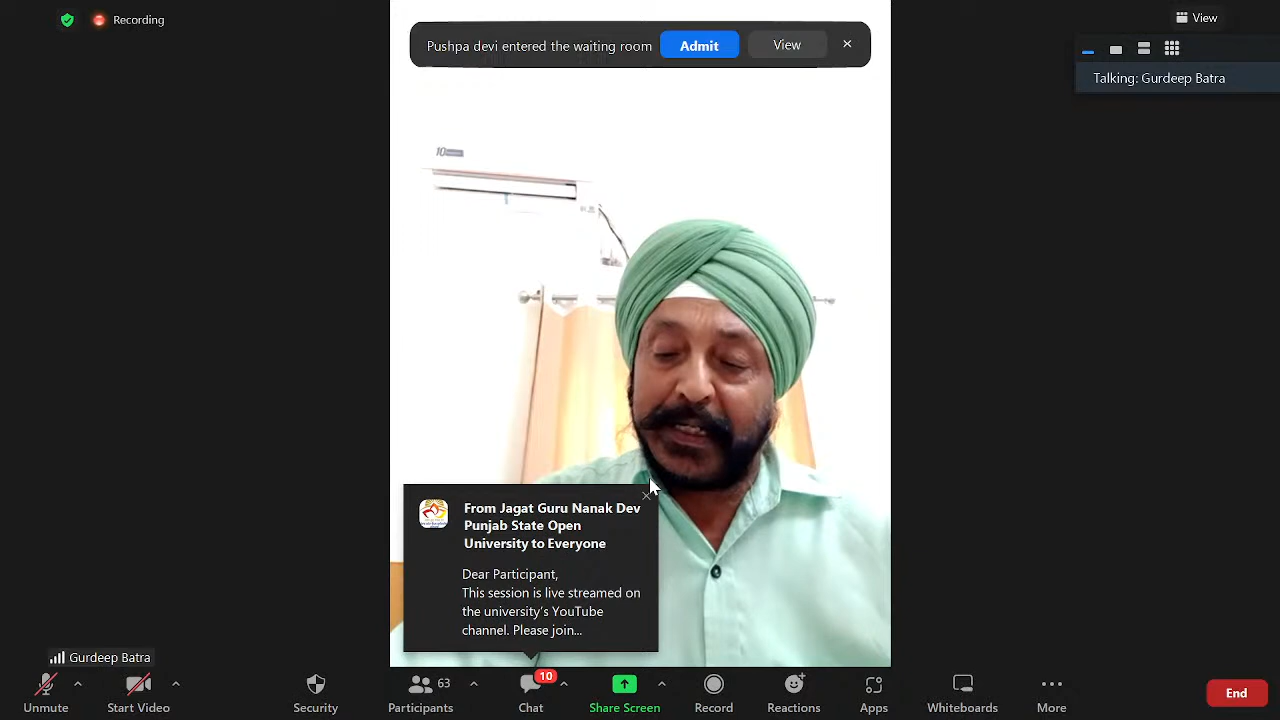 Recording
Pushpa devi entered the waiting room
Admit
View
View
Talking: Gurdeep Batra
10
From Jagat Guru Nanak Dev
Punjab State Open
University to Everyone
Dear Participant,
This session is live streamed on
the university's YouTube
channel. Please join...
Gurdeep Batra
Unmute
Start Video
Security
63
Participants
10
Chat
Share Screen
Record
Reactions
Apps
Whiteboards
More
End